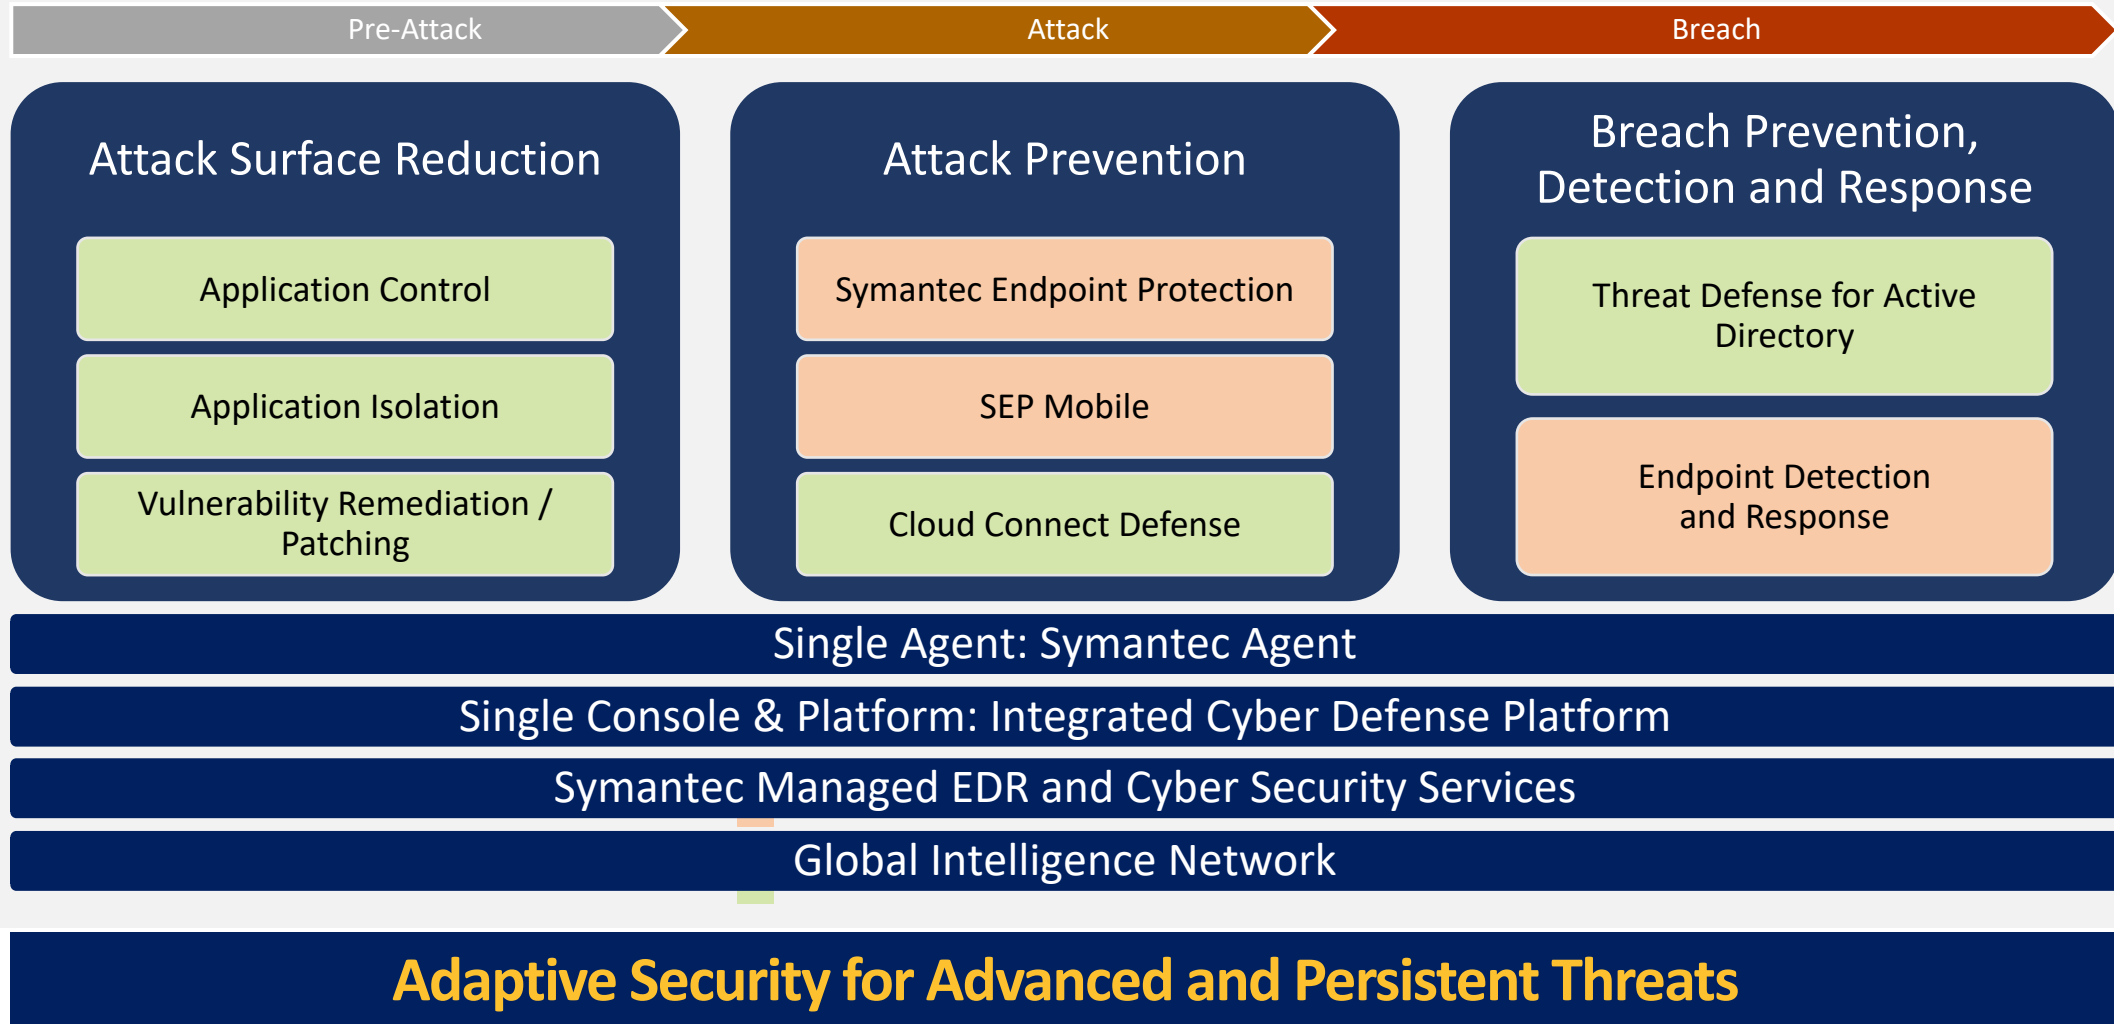 Pre-Attack
Attack
Breach
Attack Surface Reduction
Application Control
Application Isolation
Vulnerability Remediation /
Patching
Attack Prevention
Symantec Endpoint Protection
SEP Mobile
Cloud Connect Defense
Breach Prevention,
Detection and Response
Threat Defense for Active
Directory
Endpoint Detection
and Response
Single Agent: Symantec Agent
Single Console & Platform: Integrated Cyber Defense Platform
Symantec Managed EDR and Cyber Security Services
Global Intelligence Network
Adaptive Security for Advanced and Persistent Threats